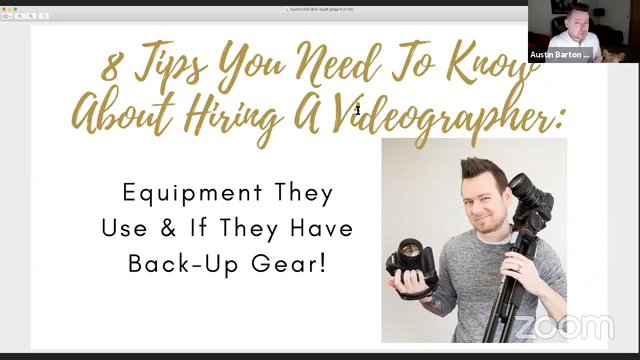 8 Tips You Need To Know
About Hiring A Videographer:
Equipment They
Use & If They Have
Back-Up Gear!
Austin Barton ...
zoom